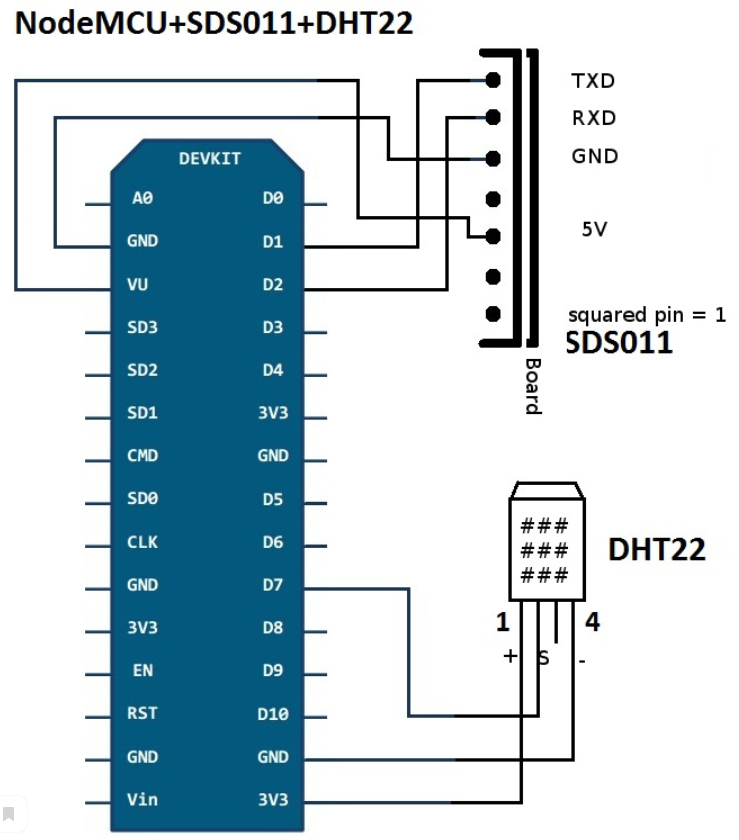 NodeMCU+SDS011+DHT22
TXD
RXD
GND
5V
squared pin = 1
SDS011
Board
DEVKIT
A0 D0
GND D1
VU D2
SD3 D3
SD2 D4
SD1 3V3
CMD GND
SD0 D5
CLK D6
GND D7
3V3 D8
EN D9
RST D10
GND GND
Vin 3V3
###
###
###
DHT22
1 4
+ S -